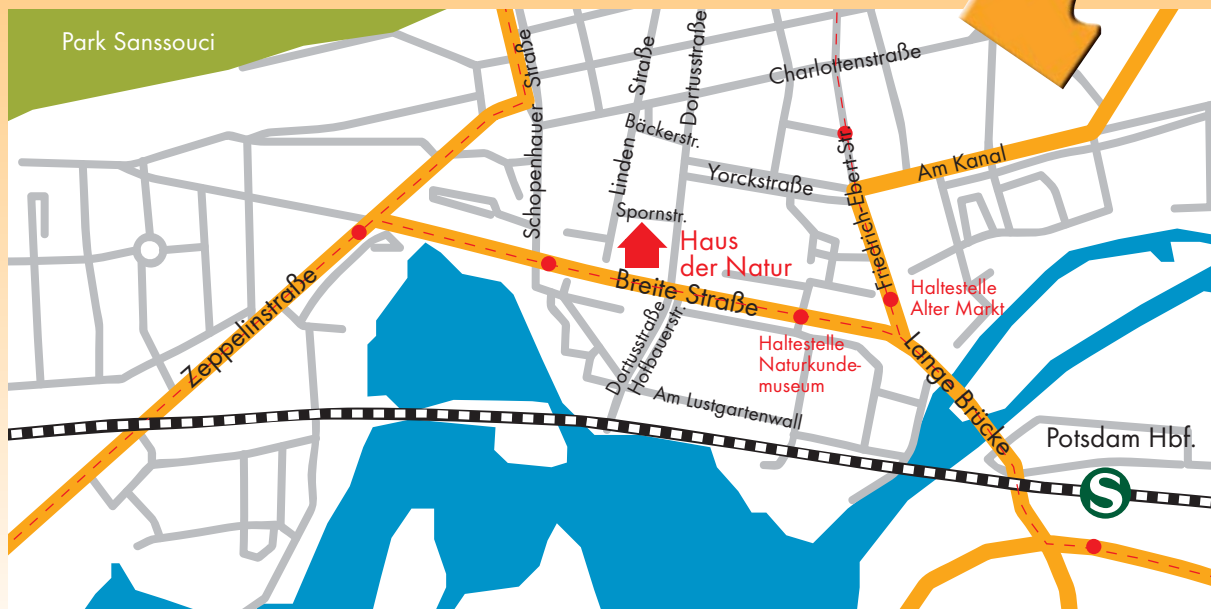 Park Sanssouci
Schopenhauer Straße
Linden Straße
Dortusstraße
Charlottenstraße
Bäckerstr.
Yorckstraße
Friedrich-Ebert-Str.
Am Kanal
Spornstr.
Haus
der Natur
Breite Straße
Zeppelinstraße
Haltestelle
Alter Markt
Haltestelle
Naturkunde-
museum
Lange Brücke
Dortusstraße
Hofbauerstr.
Am Lustgartenwall
Potsdam Hbf.
S